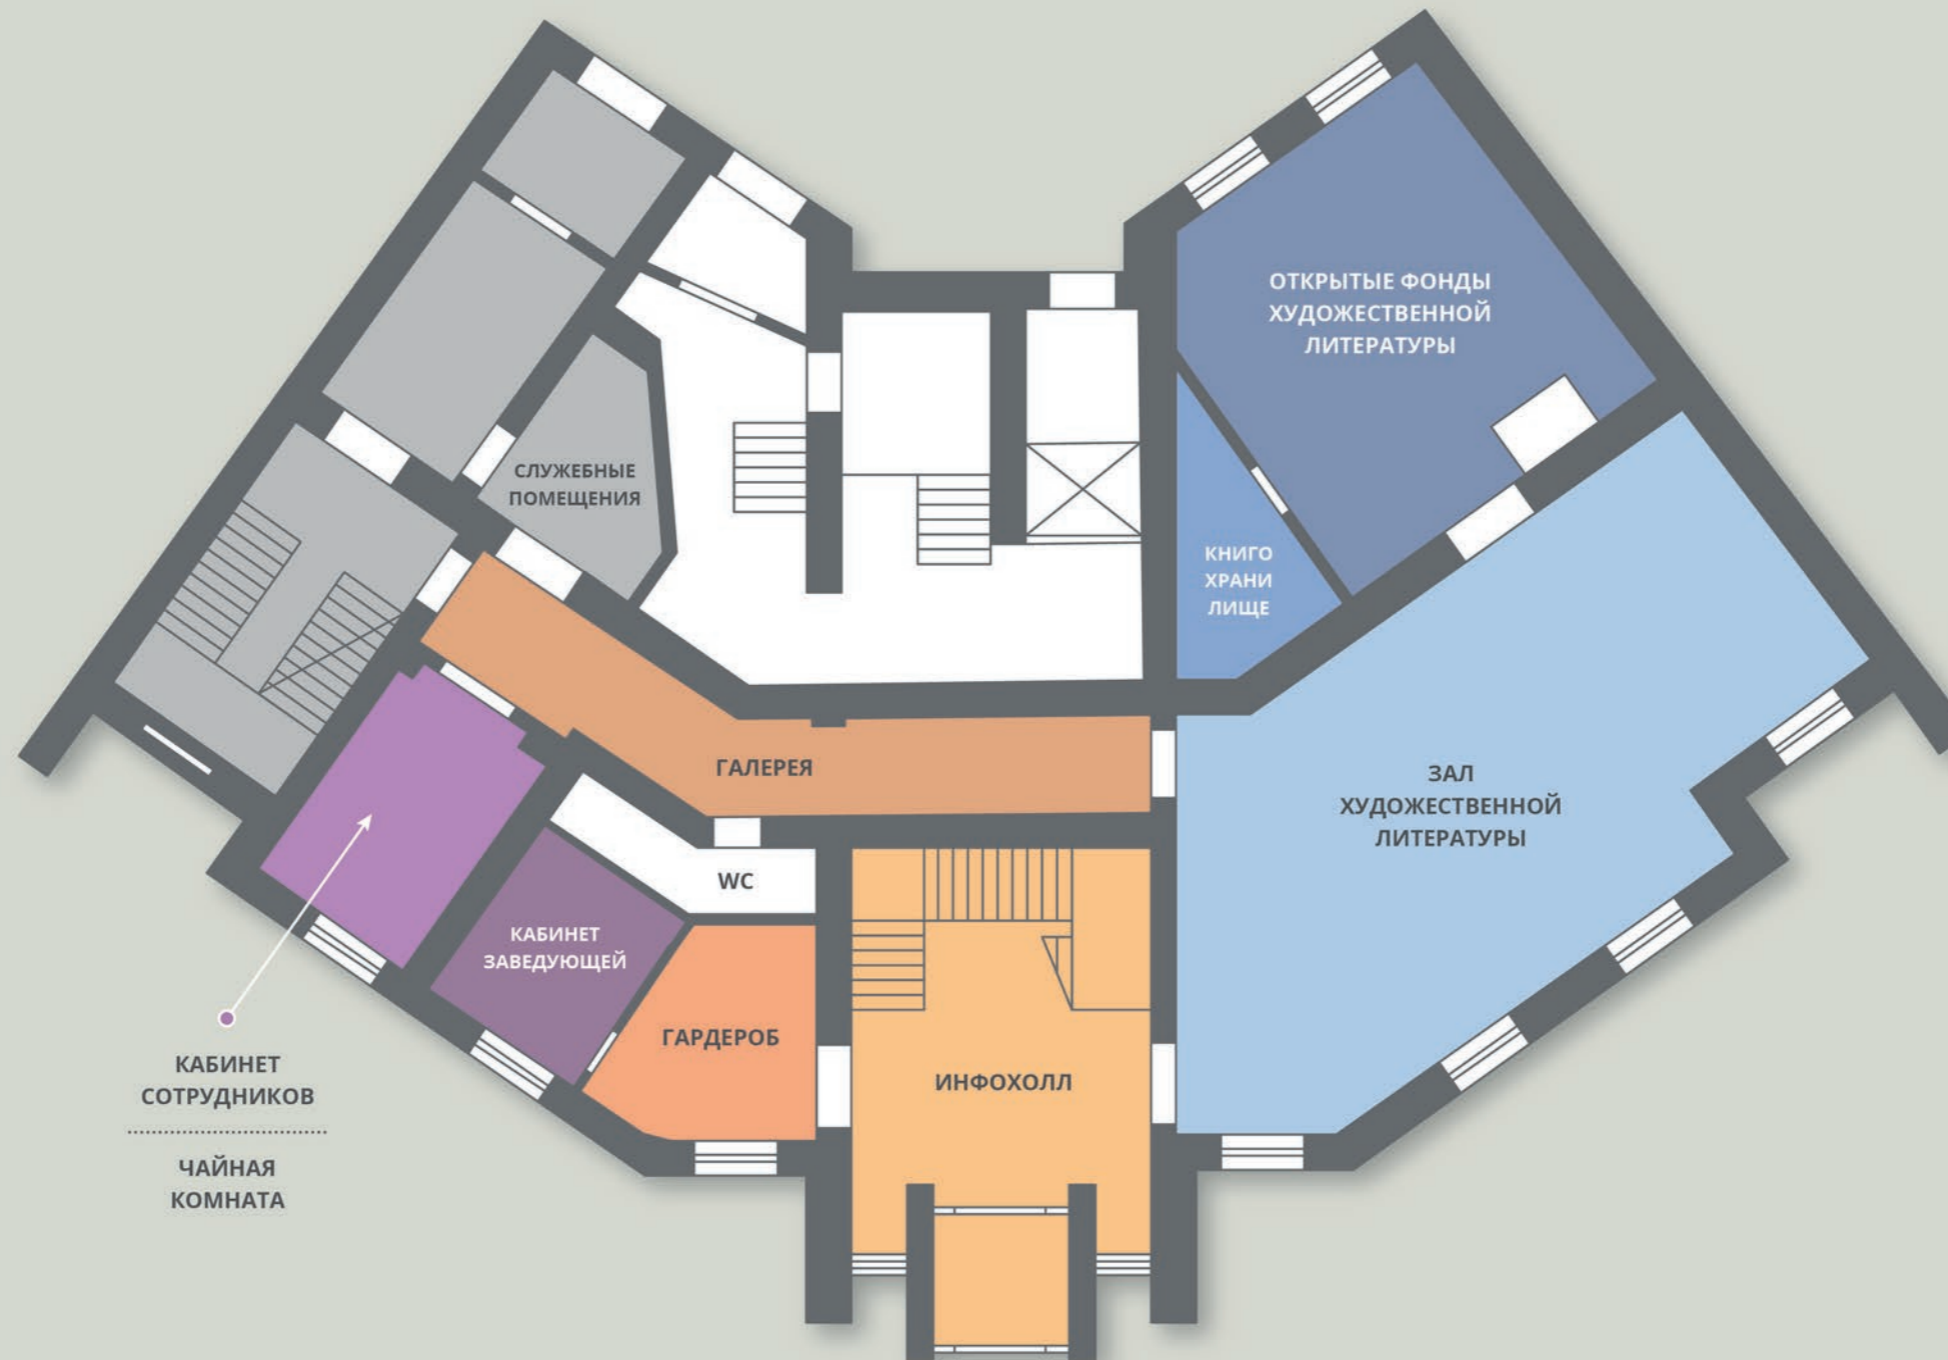 ОТКРЫТЫЕ ФОНДЫ
ХУДОЖЕСТВЕННОЙ
ЛИТЕРАТУРЫ
СЛУЖЕБНЫЕ
ПОМЕЩЕНИЯ
КНИГО
ХРАНИ
ЛИЩЕ
ГАЛЕРЕЯ
ЗАЛ
ХУДОЖЕСТВЕННОЙ
ЛИТЕРАТУРЫ
WC
КАБИНЕТ
ЗАВЕДУЮЩЕЙ
ГАРДЕРОБ
ИНФОХОЛЛ
КАБИНЕТ
СОТРУДНИКОВ
ЧАЙНАЯ
КОМНАТА